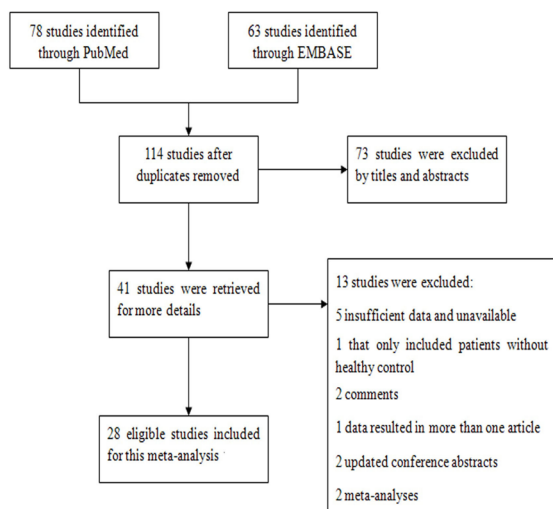 78 studies identified
through PubMed
63 studies identified
through EMBASE
114 studies after
duplicates removed
73 studies were excluded
by titles and abstracts
41 studies were retrieved
for more details
13 studies were excluded:
5 insufficient data and unavailable
1 that only included patients without
healthy control
2 comments
1 data resulted in more than one article
2 updated conference abstracts
2 meta-analyses
28 eligible studies included
for this meta-analysis